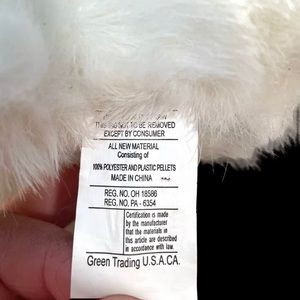 THIS TAG NOT TO BE REMOVED
EXCEPT BY CONSUMER
ALL NEW MATERIAL
Consisting of
100% POLYESTER AND PLASTIC PELLETS
MADE IN CHINA
REG. NO. OH 18586
REG. NO. PA - 6354
Certification is made
by the manufacturer
that the materials in
this article are described
in accordance with law.
Green Trading U.S.A.CA.